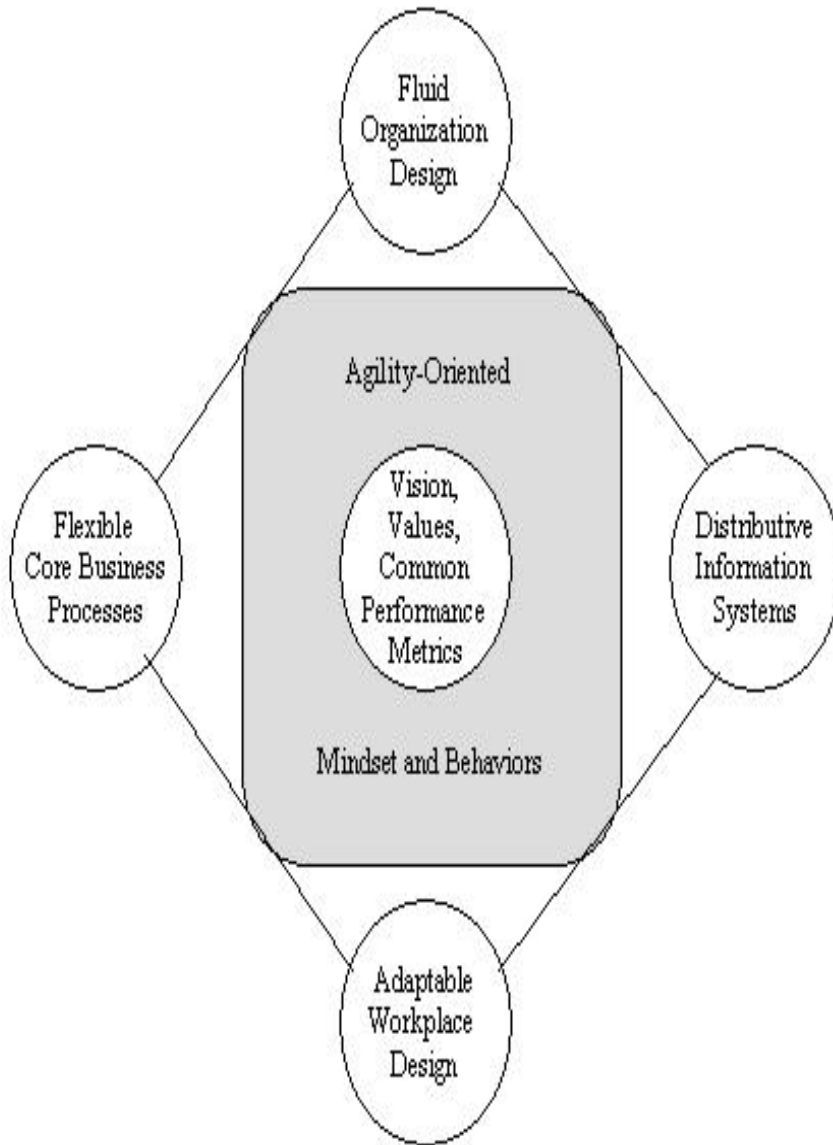 Fluid
Organization
Design
Agility-Oriented
Flexible
Core Business
Processes
Vision,
Values,
Common
Performance
Metrics
Distributive
Information
Systems
Mindset and Behaviors
Adaptable
Workplace
Design